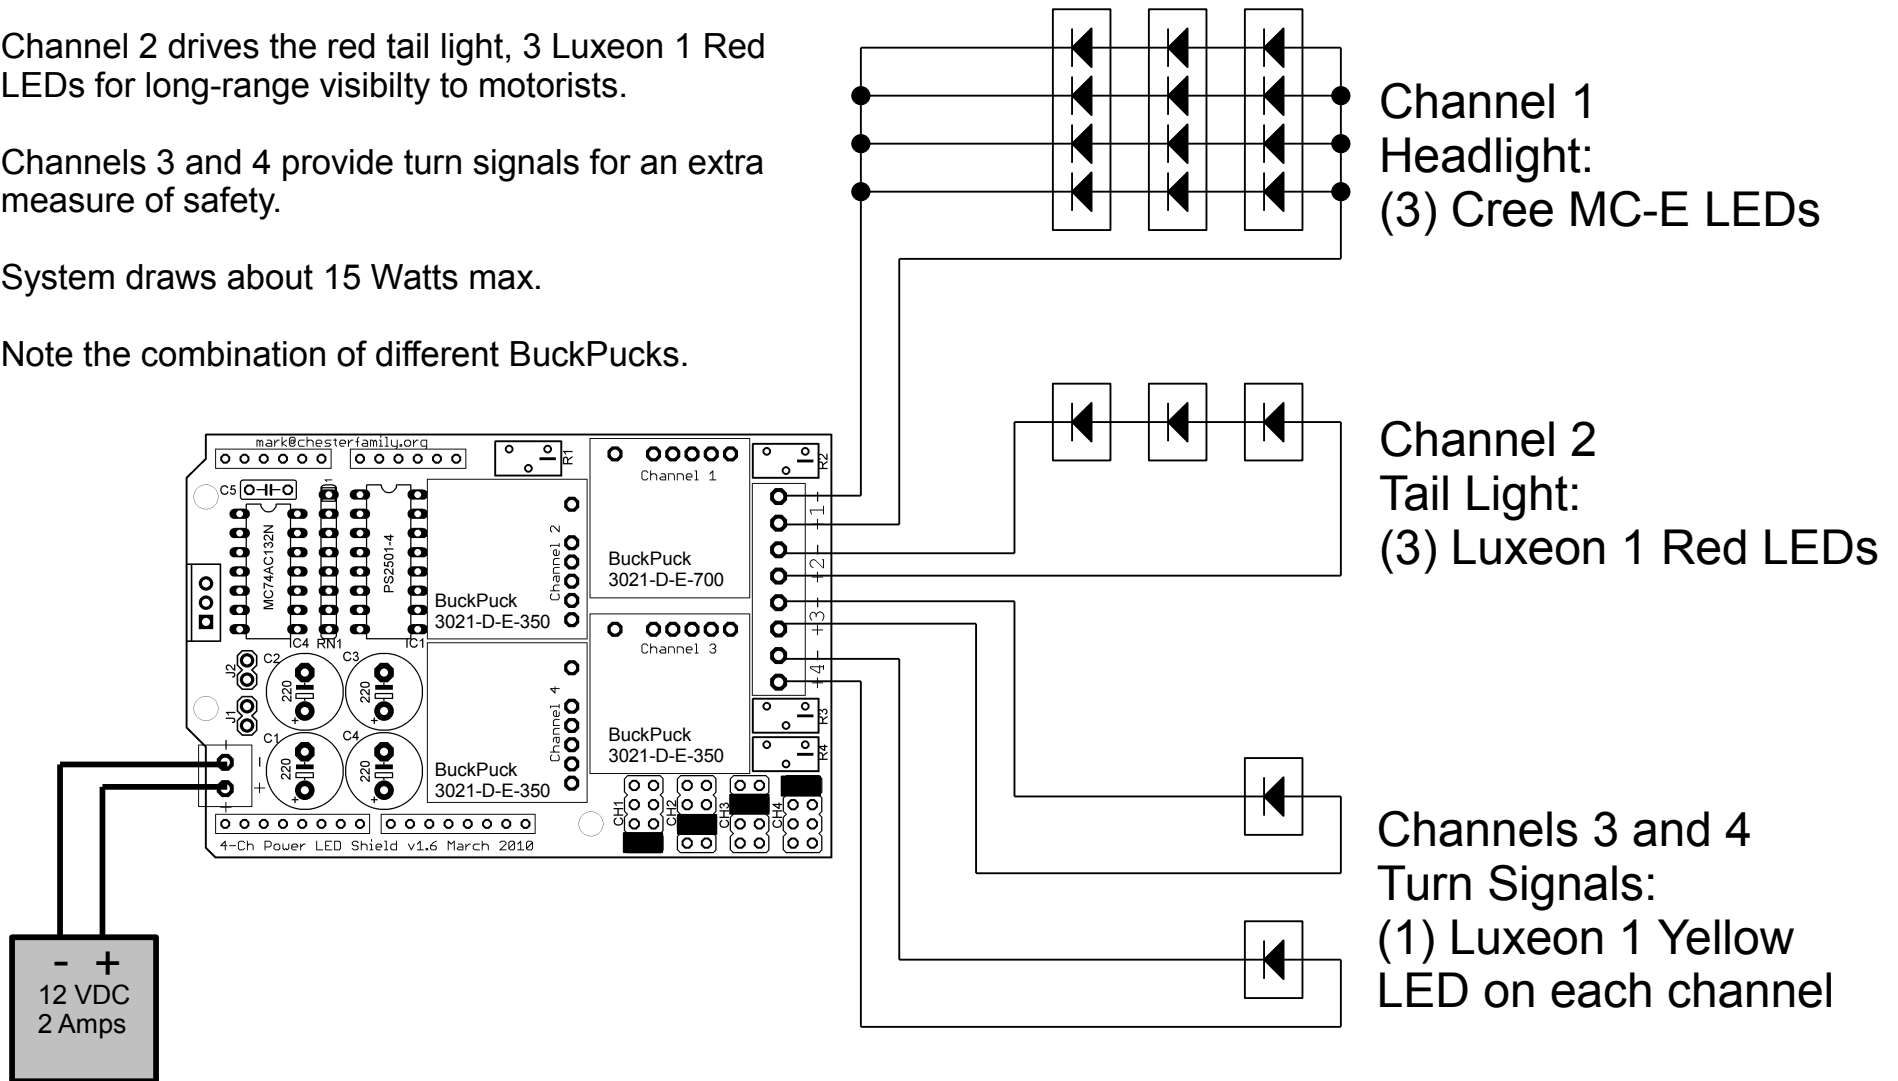 Channel 2 drives the red tail light, 3 Luxeon 1 Red
LEDs for long-range visibilty to motorists.
Channels 3 and 4 provide turn signals for an extra
measure of safety.
System draws about 15 Watts max.
Note the combination of different BuckPucks.
Channel 1
Headlight:
(3) Cree MC-E LEDs
Channel 2
Tail Light:
(3) Luxeon 1 Red LEDs
Channels 3 and 4
Turn Signals:
(1) Luxeon 1 Yellow
LED on each channel
mark@chesterfamily.org
R1
R2
C5
1
MC74AC132N
PS2501-4
IC4
RN1
IC1
Channel 1
BuckPuck
3021-D-E-700
Channel 2
BuckPuck
3021-D-E-350
Channel 3
BuckPuck
3021-D-E-350
Channel 4
BuckPuck
3021-D-E-350
+1-
+2-
+3-
+4-
R3
R4
J2
J1
C2
220
+
C3
220
+
C1
220
+
C4
220
+
-
-
+
+
CH1
CH2
CH3
CH4
4-Ch Power LED Shield v1.6 March 2010
- +
12 VDC
2 Amps